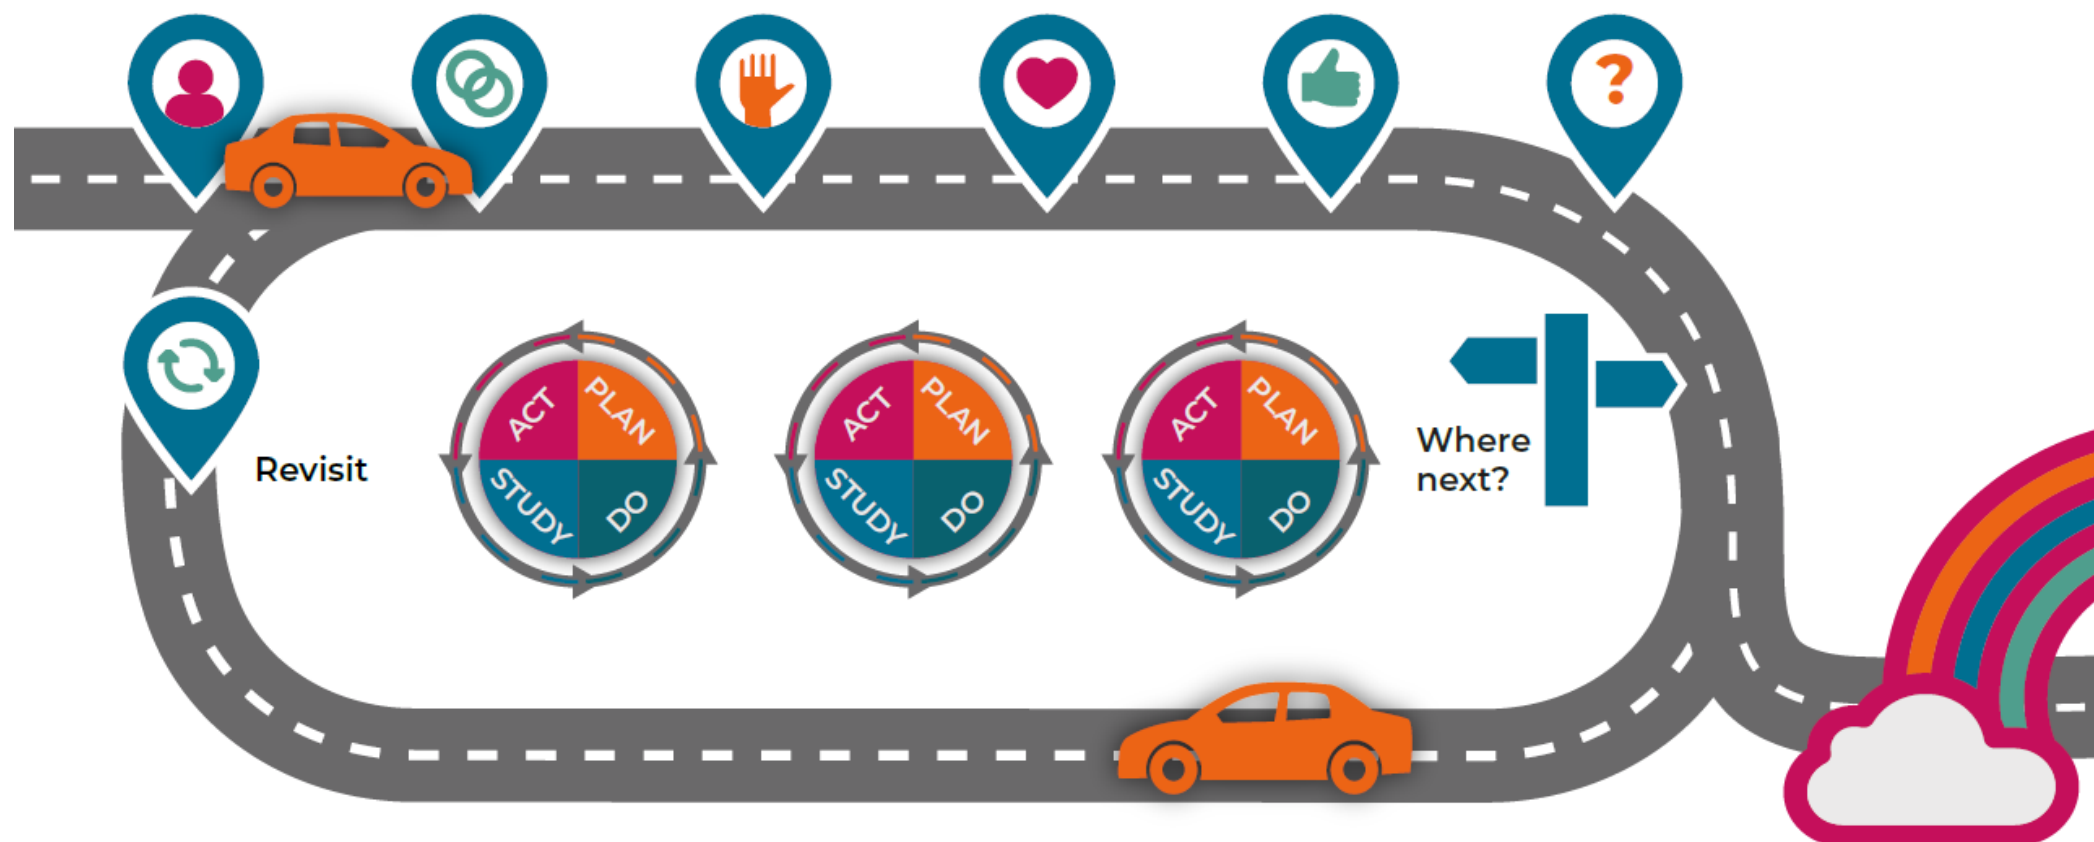 ?
Revisit
ACT
PLAN
STUDY
DO
ACT
PLAN
STUDY
DO
ACT
PLAN
STUDY
DO
Where
next?